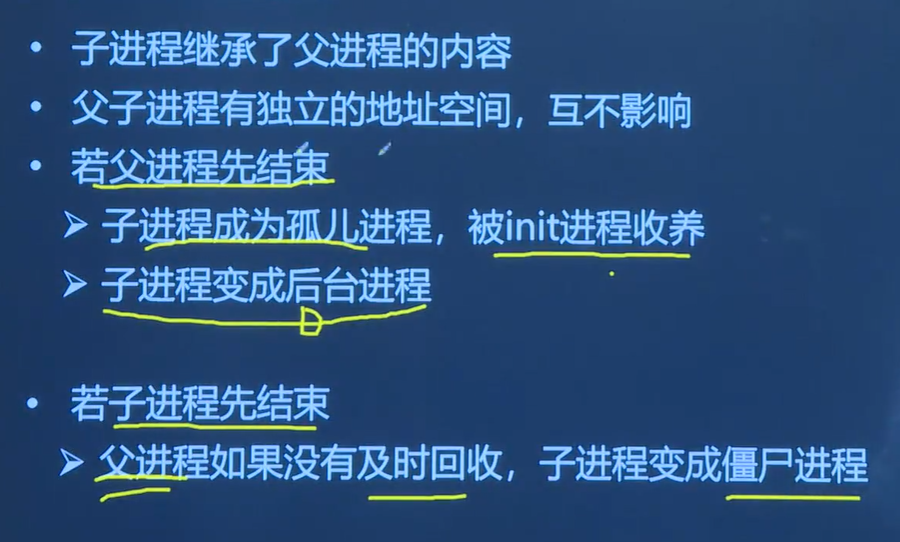 • 子进程继承了父进程的内容
• 父子进程有独立的地址空间，互不影响
• 若父进程先结束
➢ 子进程成为孤儿进程，被init进程收养
➢ 子进程变成后台进程
• 若子进程先结束
➢ 父进程如果没有及时回收，子进程变成僵尸进程